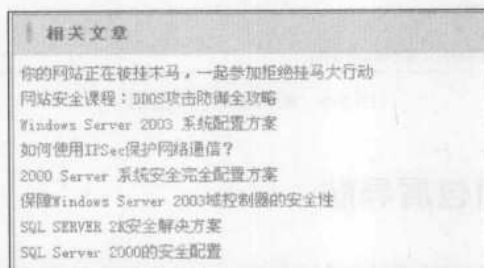 相关文章
你的网站正在被挂木马，一起参加拒绝挂马大行动
网站安全课程：DDOS攻击防御全攻略
Windows Server 2003 系统配置方案
如何使用IPSec保护网络通信？
2000 Server 系统安全完全配置方案
保障Windows Server 2003域控制器的安全性
SQL SERVER 2K安全解决方案
SQL Server 2000的安全配置